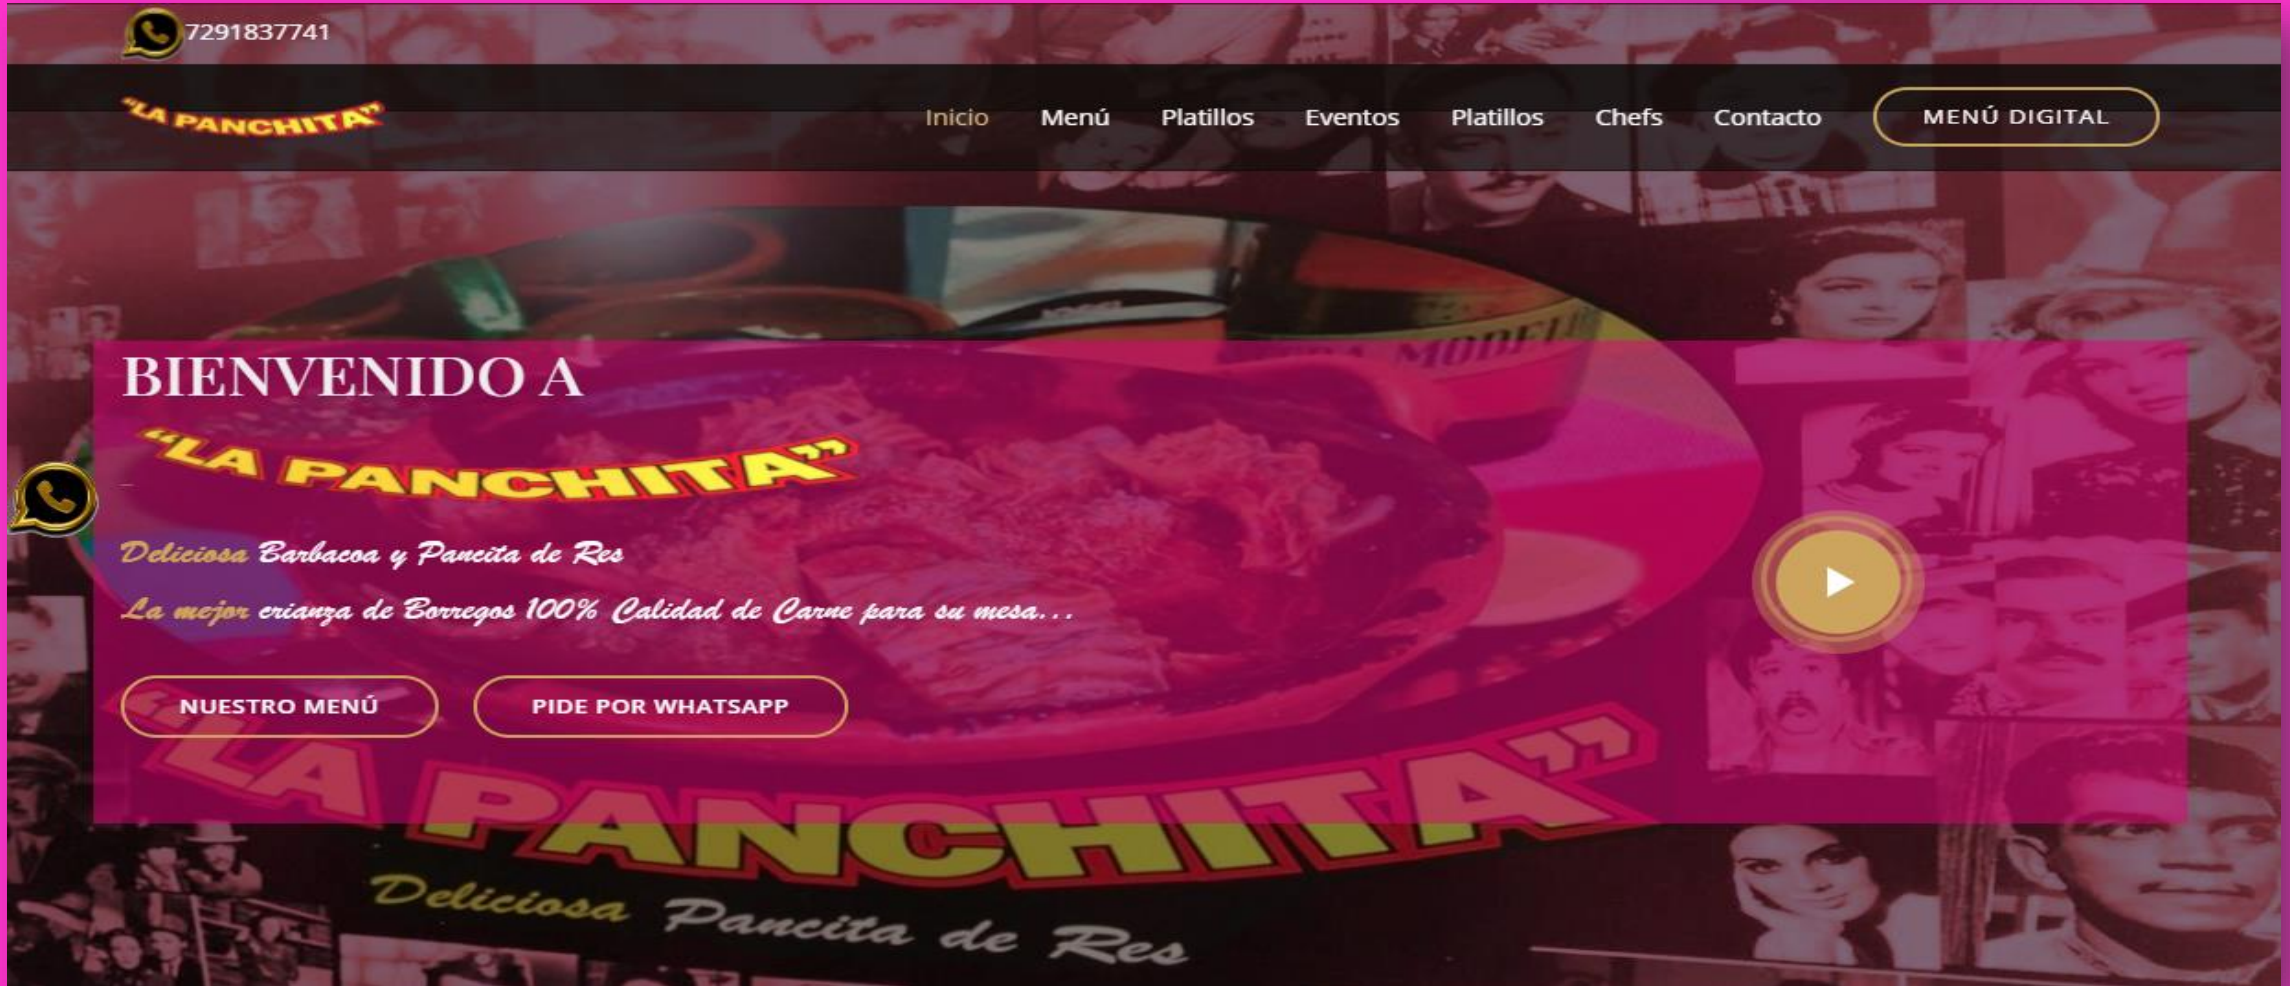 7291837741
"LA PANCHITA"
Inicio Menú Platillos Eventos Platillos Chefs Contacto MENÚ DIGITAL
BIENVENIDO A
"LA PANCHITA"
Deliciosa Barbacoa y Pancita de Res
La mejor crianza de Borregos 100% Calidad de Carne para su mesa...
NUESTRO MENÚ PIDE POR WHATSAPP
"LA PANCHITA"
Deliciosa Pancita de Res